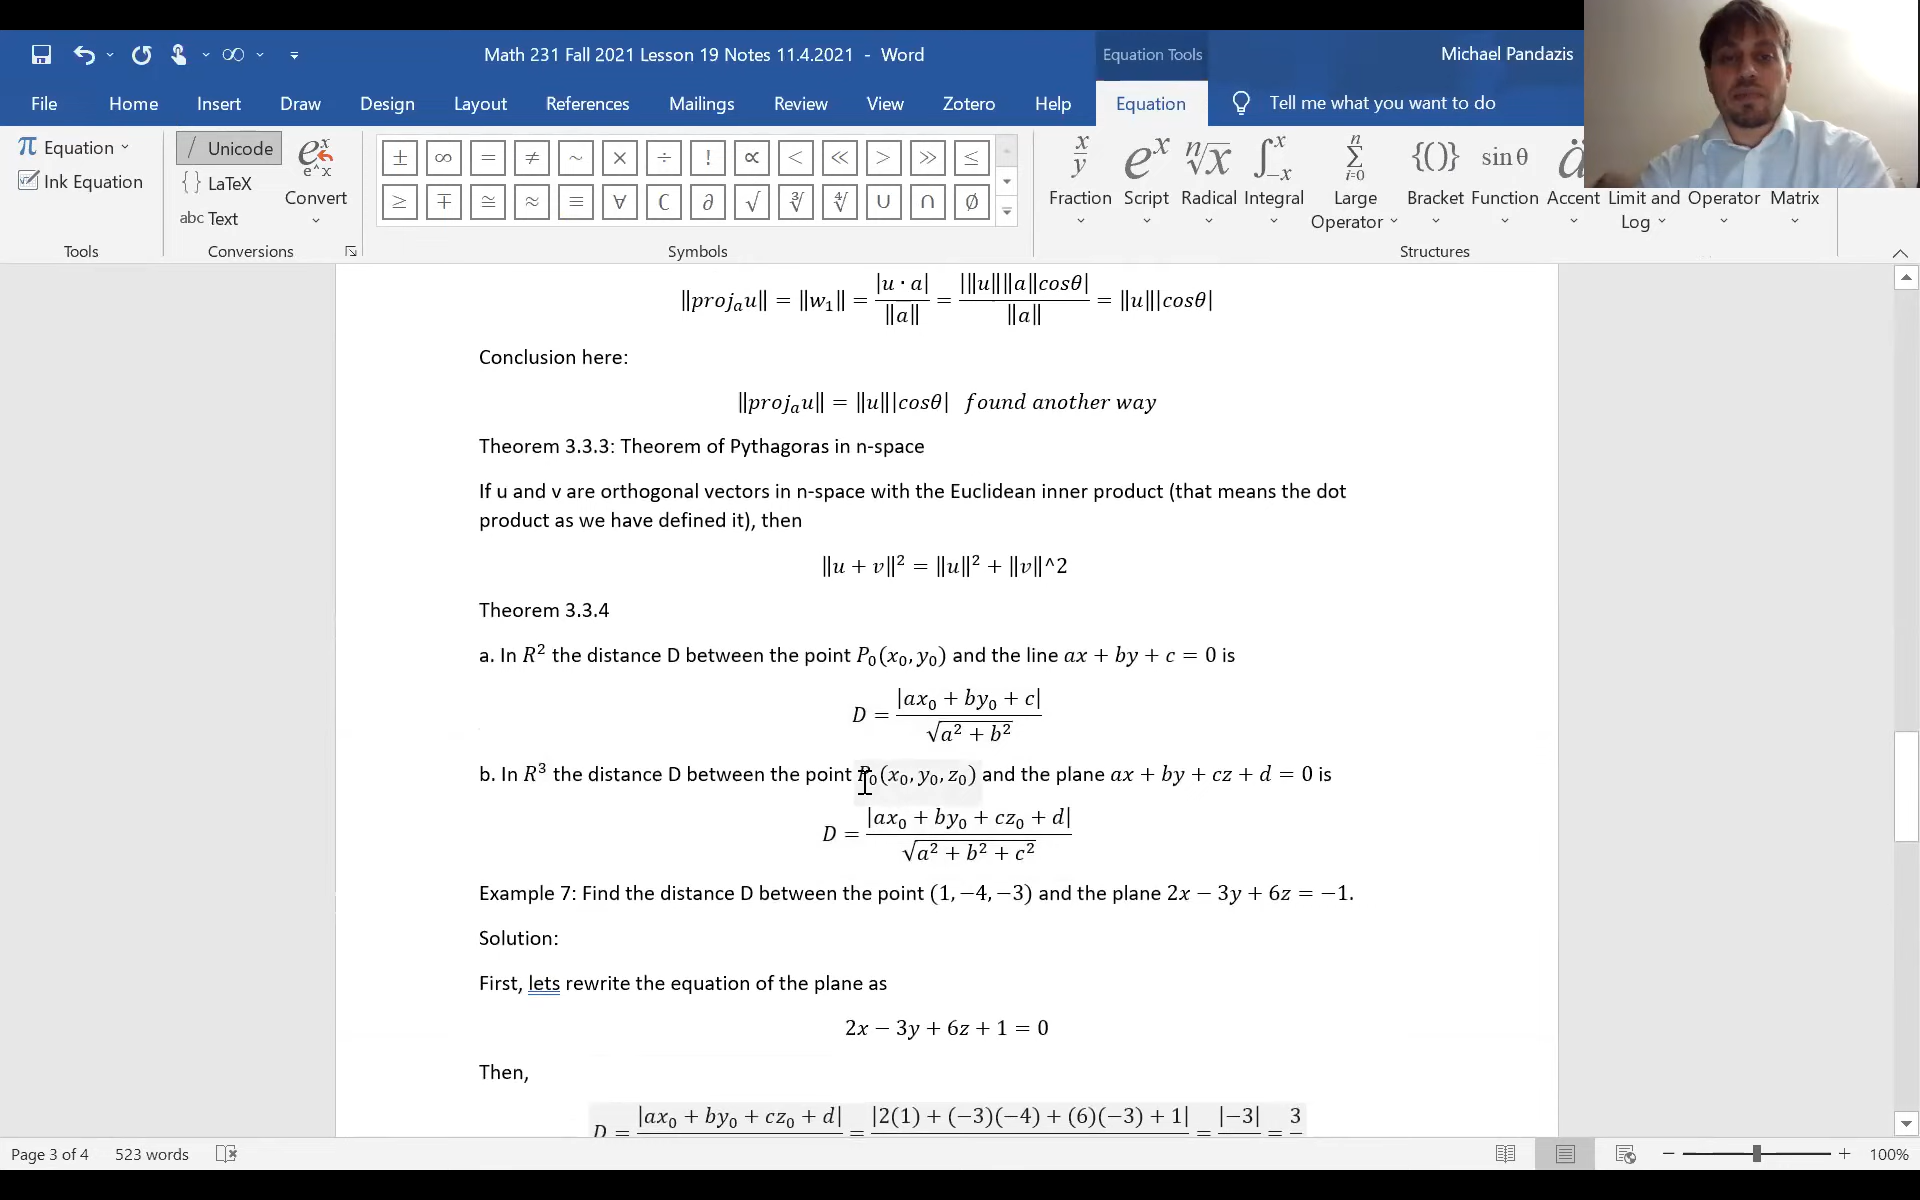 Math 231 Fall 2021 Lesson 19 Notes 11.4.2021 - Word
Equation Tools
Michael Pandazis
File Home Insert Draw Design Layout References Mailings Review View Zotero Help Equation Tell me what you want to do
π Equation
Ink Equation
Tools
/ Unicode
{} LaTeX
abc Text
eˣ
e^x
Convert
Conversions
± ∞ = ≠ ~ × ÷ ! ∝ < ≪ > ≫ ≤
≥ ∓ ≅ ≈ ≡ ∀ ∁ ∂ √ ∛ ∜ ∪ ∩ ∅
Symbols
x/y eˣ ⁿ√x ∫₋ₓˣ ∑ⁿᵢ₌₀ {()} sinθ ä
Fraction Script Radical Integral Large Operator Bracket Function Accent Limit and Log Operator Matrix
Structures
‖proj_a u‖ = ‖w₁‖ = |u · a| / ‖a‖ = |‖u‖‖a‖cosθ| / ‖a‖ = ‖u‖|cosθ|
Conclusion here:
‖proj_a u‖ = ‖u‖|cosθ| found another way
Theorem 3.3.3: Theorem of Pythagoras in n-space
If u and v are orthogonal vectors in n-space with the Euclidean inner product (that means the dot
product as we have defined it), then
‖u + v‖² = ‖u‖² + ‖v‖^2
Theorem 3.3.4
a. In R² the distance D between the point P₀(x₀, y₀) and the line ax + by + c = 0 is
D = |ax₀ + by₀ + c| / √(a² + b²)
b. In R³ the distance D between the point P₀(x₀, y₀, z₀) and the plane ax + by + cz + d = 0 is
D = |ax₀ + by₀ + cz₀ + d| / √(a² + b² + c²)
Example 7: Find the distance D between the point (1, −4, −3) and the plane 2x − 3y + 6z = −1.
Solution:
First, lets rewrite the equation of the plane as
2x − 3y + 6z + 1 = 0
Then,
D = |ax₀ + by₀ + cz₀ + d| = |2(1) + (−3)(−4) + (6)(−3) + 1| = |−3| = 3
Page 3 of 4 523 words
100%